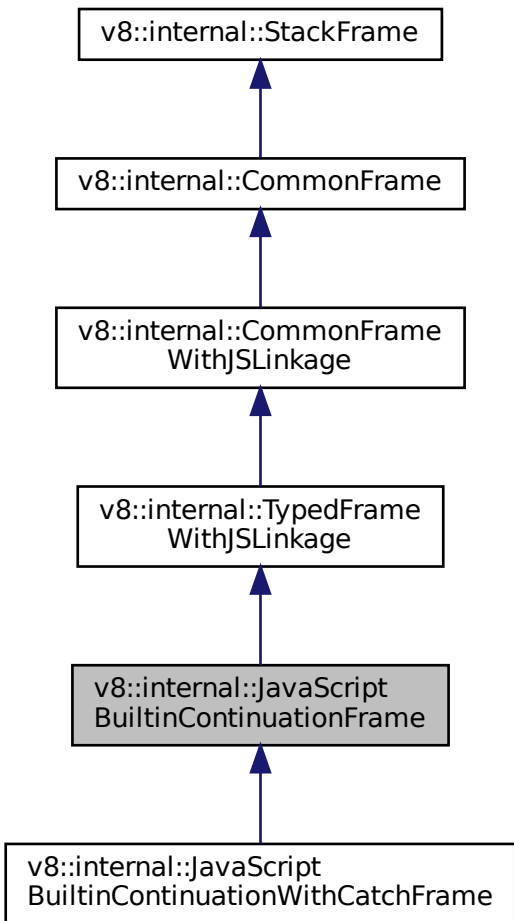 v8::internal::StackFrame
v8::internal::CommonFrame
v8::internal::CommonFrame
WithJSLinkage
v8::internal::TypedFrame
WithJSLinkage
v8::internal::JavaScript
BuiltinContinuationFrame
v8::internal::JavaScript
BuiltinContinuationWithCatchFrame